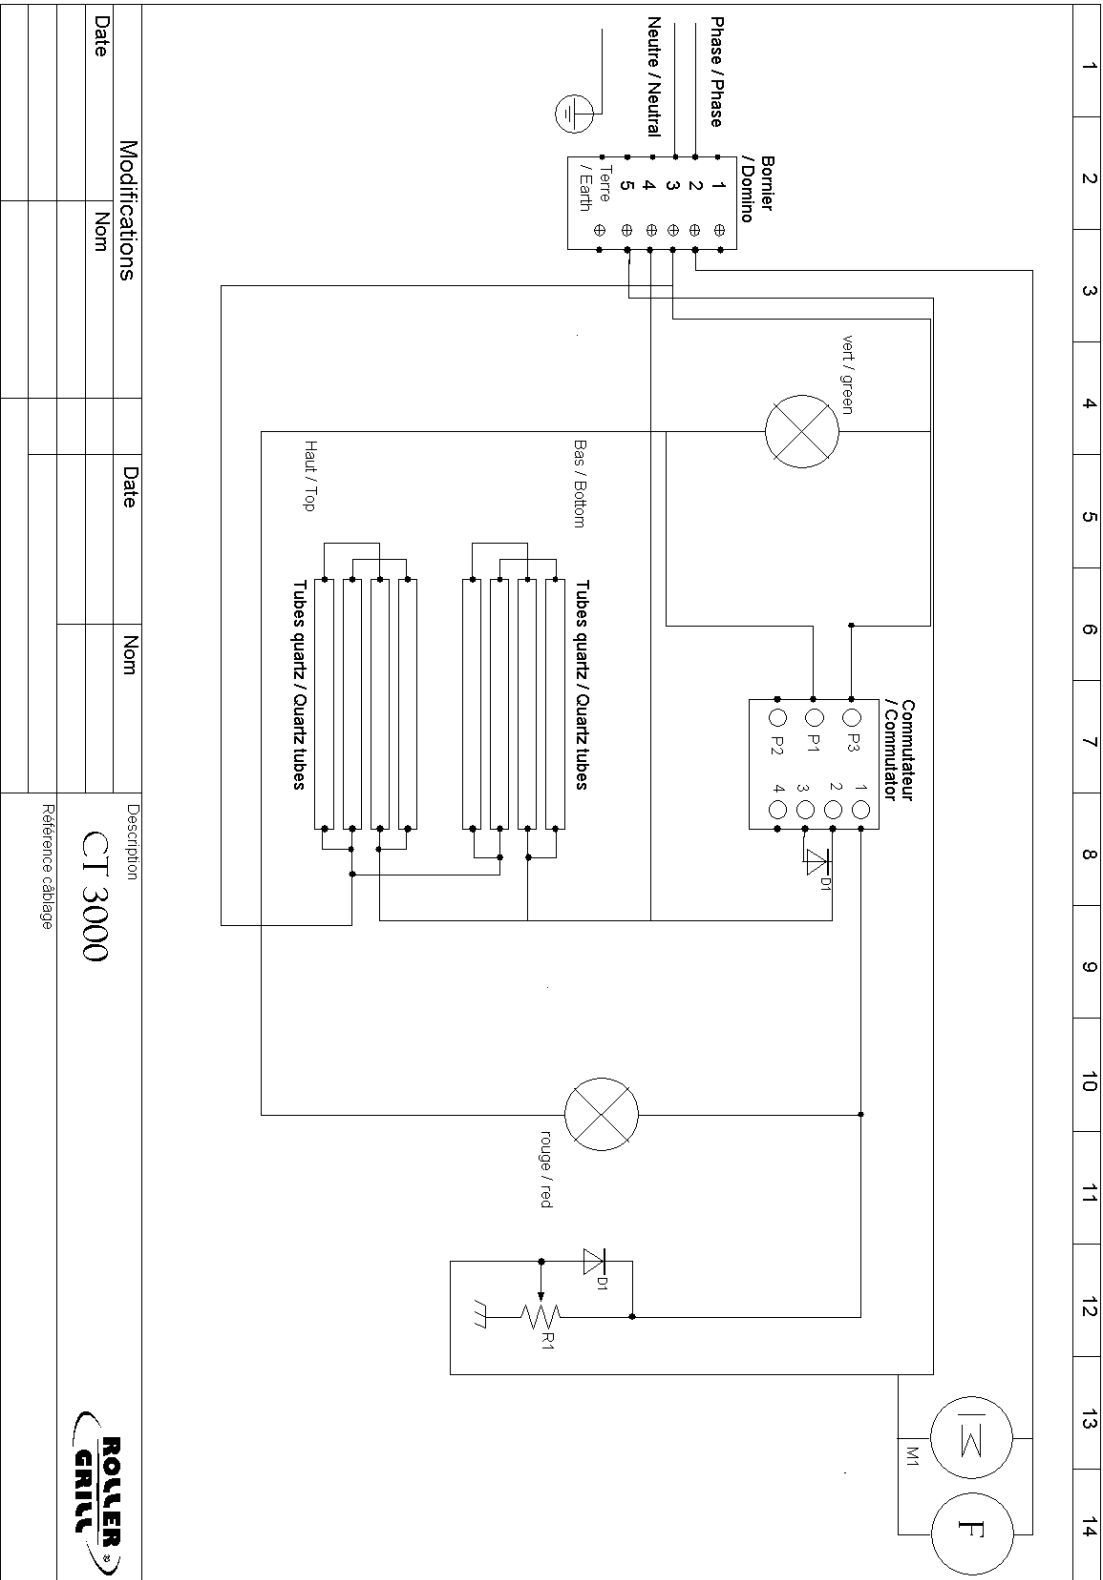 1 2 3 4 5 6 7 8 9 10 11 12 13 14
Phase / Phase
Neutre / Neutral
Bornier
/ Domino
1
2
3
4
5
Terre
/ Earth
vert / green
Commutateur
/ Commutator
P3
P1
P2
1
2
3
4
D1
Bas / Bottom
Tubes quartz / Quartz tubes
Haut / Top
Tubes quartz / Quartz tubes
rouge / red
D1
R1
M
M1
F
Modifications
Date Nom Date Nom
Description
CT 3000
Référence câblage
ROLLER ®
GRILL